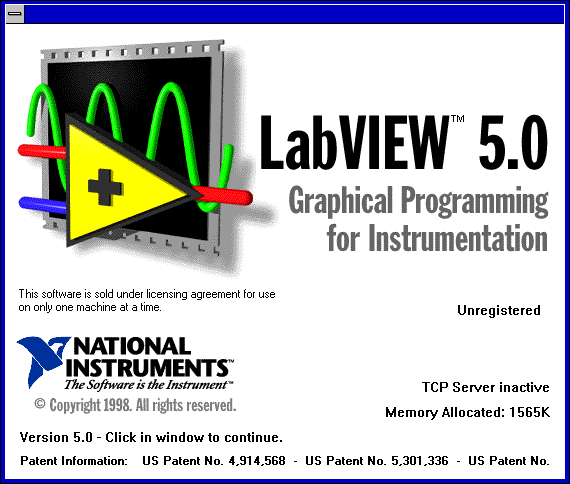 LabVIEW™ 5.0
Graphical Programming
for Instrumentation
This software is sold under licensing agreement for use
on only one machine at a time.
Unregistered
NATIONAL
INSTRUMENTS™
The Software is the Instrument™
© Copyright 1998. All rights reserved.
TCP Server inactive
Memory Allocated: 1565K
Version 5.0 - Click in window to continue.
Patent Information: US Patent No. 4,914,568 - US Patent No. 5,301,336 - US Patent No.